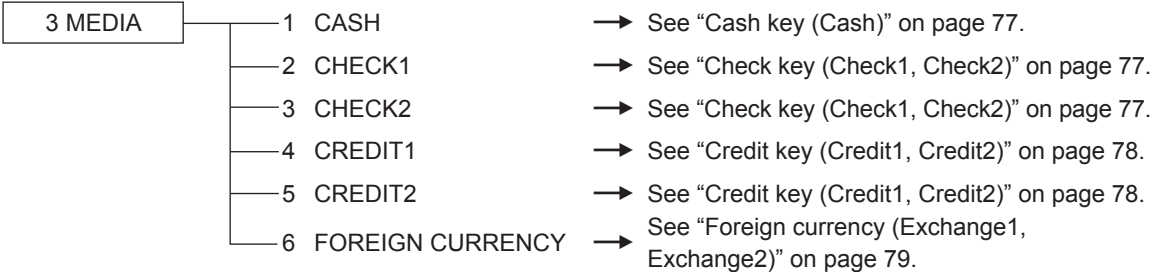 3 MEDIA
1 CASH See “Cash key (Cash)” on page 77.
2 CHECK1 See “Check key (Check1, Check2)” on page 77.
3 CHECK2 See “Check key (Check1, Check2)” on page 77.
4 CREDIT1 See “Credit key (Credit1, Credit2)” on page 78.
5 CREDIT2 See “Credit key (Credit1, Credit2)” on page 78.
6 FOREIGN CURRENCY See “Foreign currency (Exchange1,
Exchange2)” on page 79.